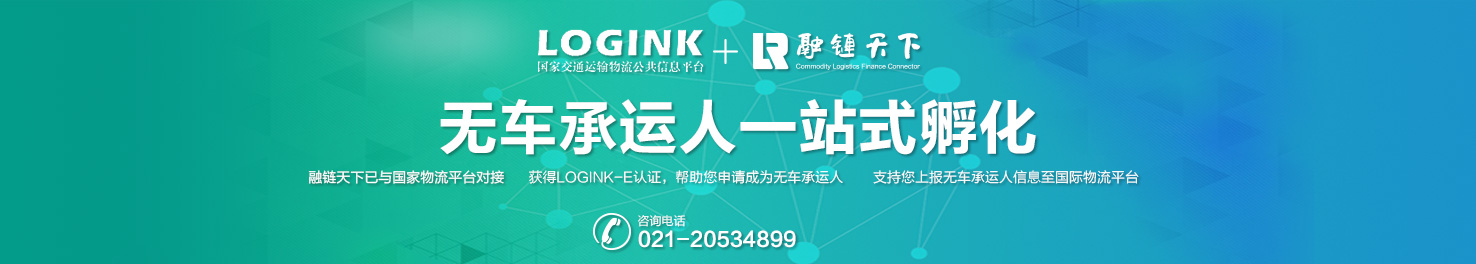 LOGINK + LR 融链天下
国家交通运输物流公共信息平台 Commodity Logistics Finance Connector
无车承运人一站式孵化
融链天下已与国家物流平台对接 获得LOGINK-E认证，帮助您申请成为无车承运人 支持您上报无车承运人信息至国际物流平台
咨询电话
021-20534899